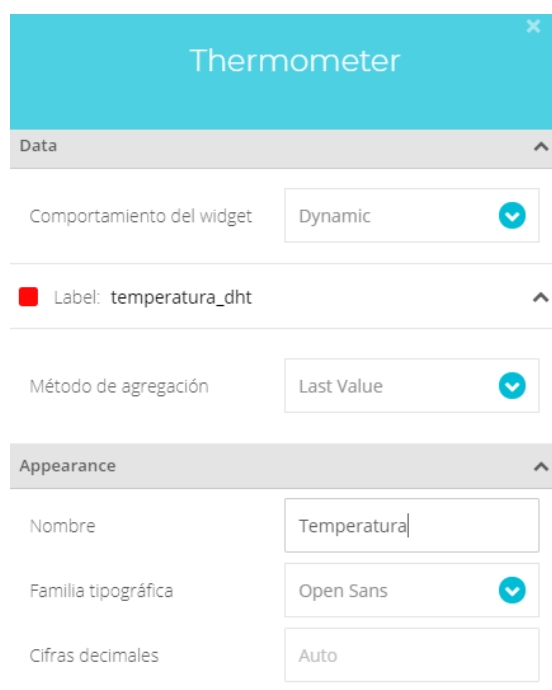 Thermometer
Data
Comportamiento del widget Dynamic
Label: temperatura_dht
Método de agregación Last Value
Appearance
Nombre Temperatura
Familia tipográfica Open Sans
Cifras decimales Auto